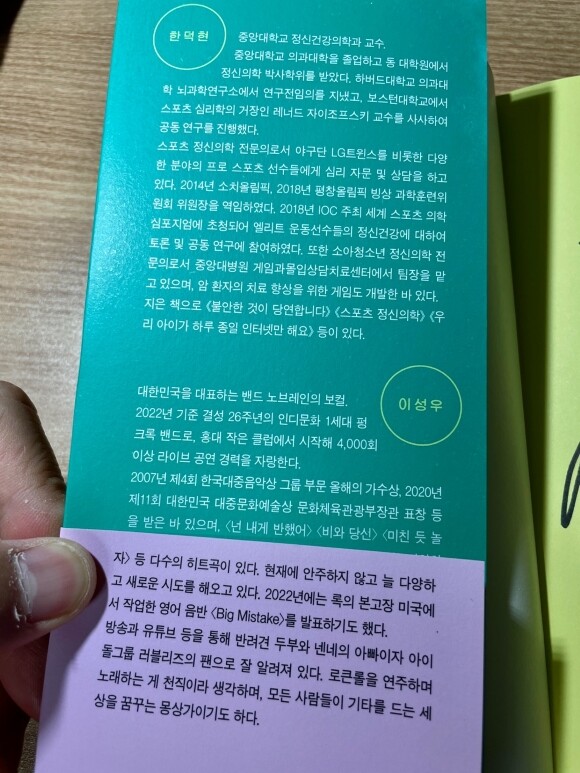 한덕현
중앙대학교 정신건강의학과 교수.
중앙대학교 의과대학을 졸업하고 동 대학원에서
정신의학 박사학위를 받았다. 하버드대학교 의과대
학 뇌과학연구소에서 연구전임의를 지냈고, 보스턴대학교에서
스포츠 심리학의 거장인 레너드 자이조프스키 교수를 사사하여
공동 연구를 진행했다.
스포츠 정신의학 전문의로서 야구단 LG트윈스를 비롯한 다양
한 분야의 프로 스포츠 선수들에게 심리 자문 및 상담을 하고
있다. 2014년 소치올림픽, 2018년 평창올림픽 빙상 과학훈련위
원회 위원장을 역임하였다. 2018년 IOC 주최 세계 스포츠 의학
심포지엄에 초청되어 엘리트 운동선수들의 정신건강에 대하여
토론 및 공동 연구에 참여하였다. 또한 소아청소년 정신의학 전
문의로서 중앙대병원 게임과몰입상담치료센터에서 팀장을 맡
고 있으며, 암 환자의 치료 향상을 위한 게임도 개발한 바 있다.
지은 책으로 《불안한 것이 당연합니다》 《스포츠 정신의학》 《우
리 아이가 하루 종일 인터넷만 해요》 등이 있다.
이성우
대한민국을 대표하는 밴드 노브레인의 보컬.
2022년 기준 결성 26주년의 인디문화 1세대 펑
크록 밴드로, 홍대 작은 클럽에서 시작해 4,000회
이상 라이브 공연 경력을 자랑한다.
2007년 제4회 한국대중음악상 그룹 부문 올해의 가수상, 2020년
제11회 대한민국 대중문화예술상 문화체육관광부장관 표창 등
을 받은 바 있으며, 〈넌 내게 반했어〉 〈비와 당신〉 〈미친 듯 놀
자〉 등 다수의 히트곡이 있다. 현재에 안주하지 않고 늘 다양하
고 새로운 시도를 해오고 있다. 2022년에는 록의 본고장 미국에
서 작업한 영어 음반 〈Big Mistake〉를 발표하기도 했다.
방송과 유튜브 등을 통해 반려견 두부와 넨네의 아빠이자 아이
돌그룹 러블리즈의 팬으로 잘 알려져 있다. 로큰롤을 연주하며
노래하는 게 천직이라 생각하며, 모든 사람들이 기타를 드는 세
상을 꿈꾸는 몽상가이기도 하다.